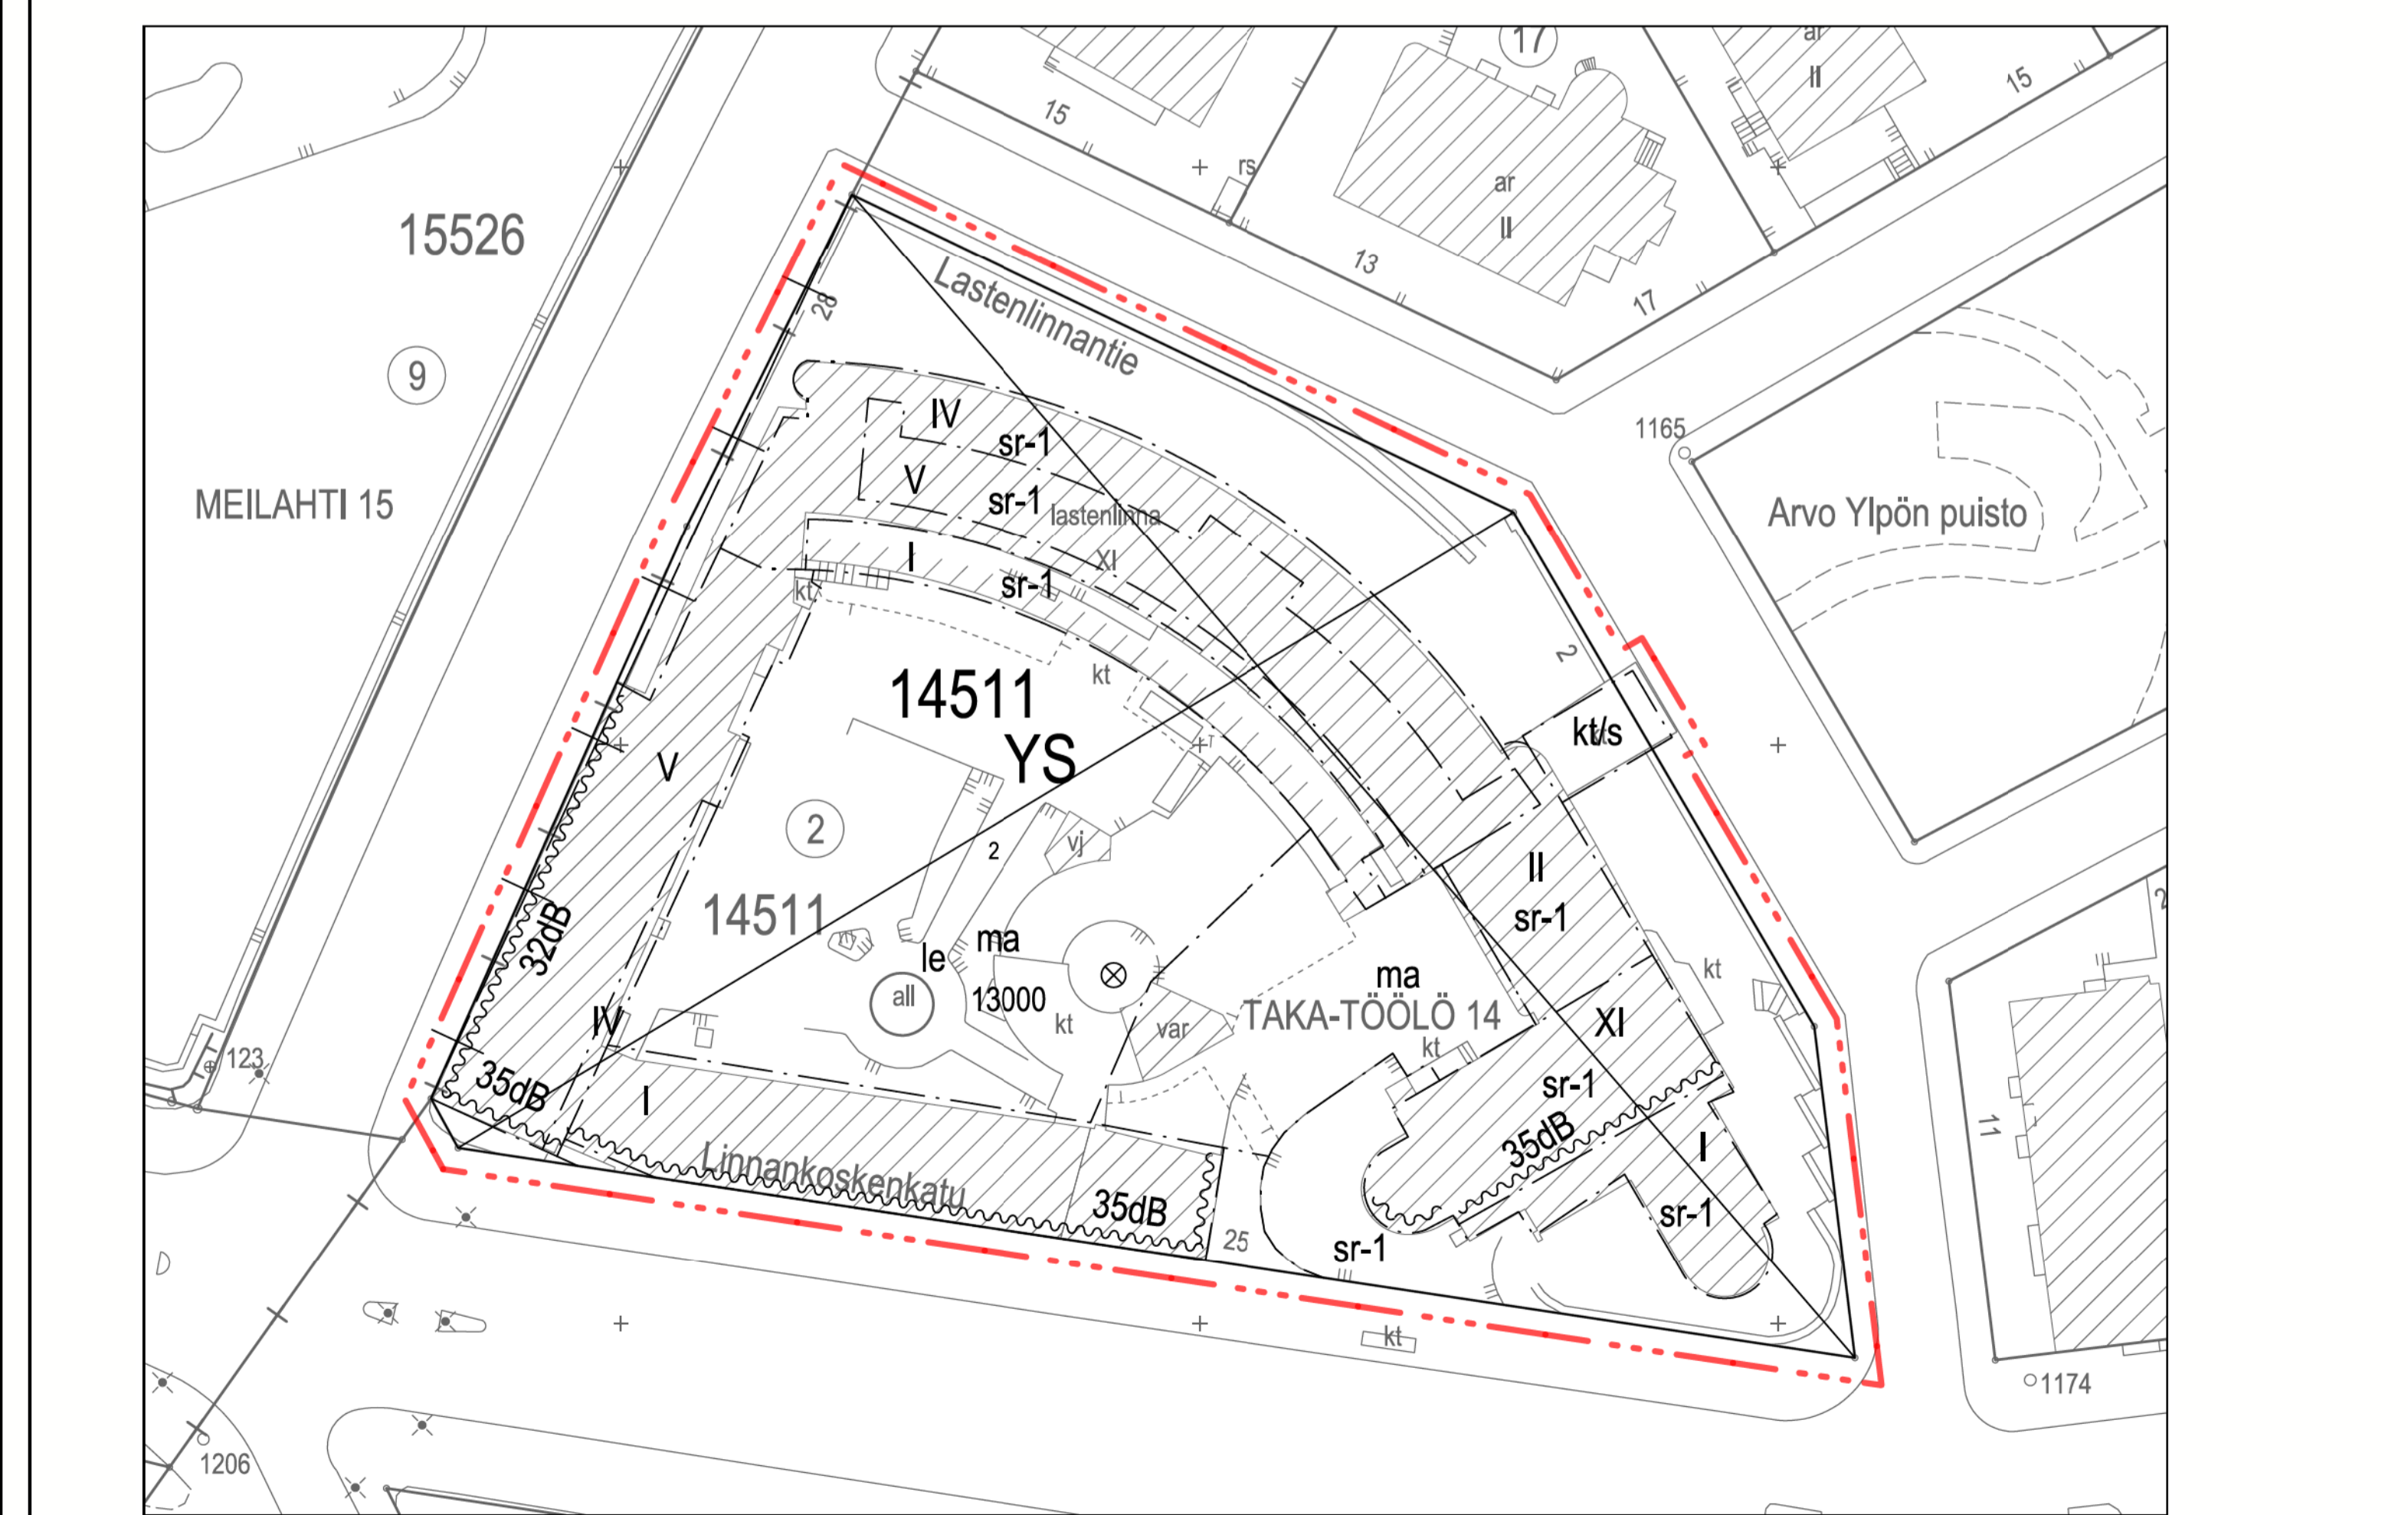 17
ar
II
15
15
rs
ar
II
15526
13
Lastenlinnantie
28
17
9
IV
sr-1
1165
MEILAHTI 15
V
sr-1
lastenlinna
Arvo Ylpön puisto
I
XI
sr-1
kt
kt
2
14511
YS
kt/s
V
2
2
vj
II
14511
sr-1
32dB
ma
le
all
13000
kt
var
ma
TAKA-TÖÖLÖ 14
kt
kt
XI
IV
123
35dB
I
sr-1
35dB
I
11
Linnankoskenkatu
35dB
25
sr-1
sr-1
kt
1174
1206
2